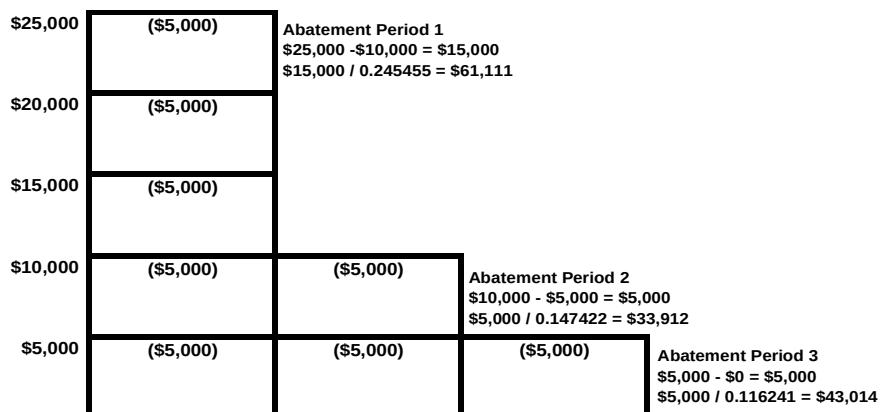 $25,000
($5,000)
Abatement Period 1
$25,000 -$10,000 = $15,000
$15,000 / 0.245455 = $61,111
$20,000
($5,000)
$15,000
($5,000)
$10,000
($5,000)
($5,000)
Abatement Period 2
$10,000 - $5,000 = $5,000
$5,000 / 0.147422 = $33,912
$5,000
($5,000)
($5,000)
($5,000)
Abatement Period 3
$5,000 - $0 = $5,000
$5,000 / 0.116241 = $43,014